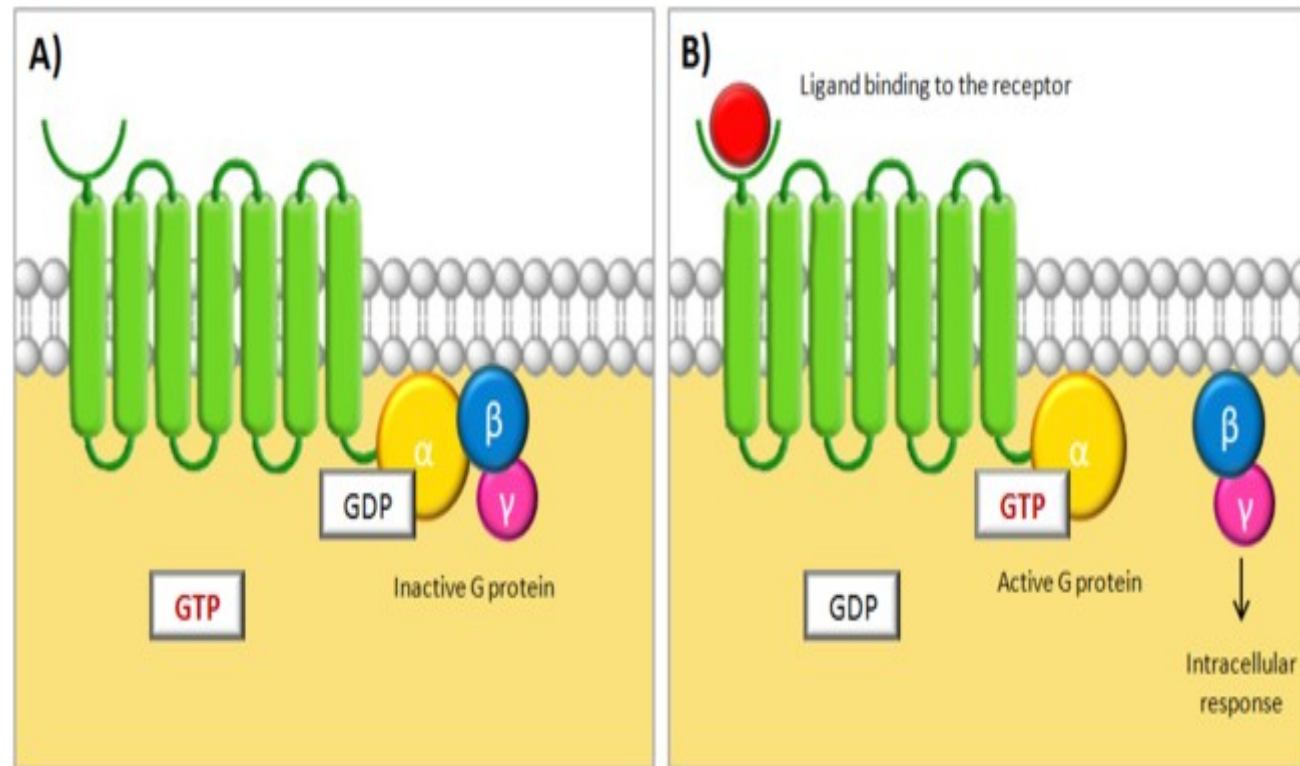 A)
α
β
γ
GDP
GTP
Inactive G protein
B)
Ligand binding to the receptor
α
β
γ
GTP
GDP
Active G protein
Intracellular
response